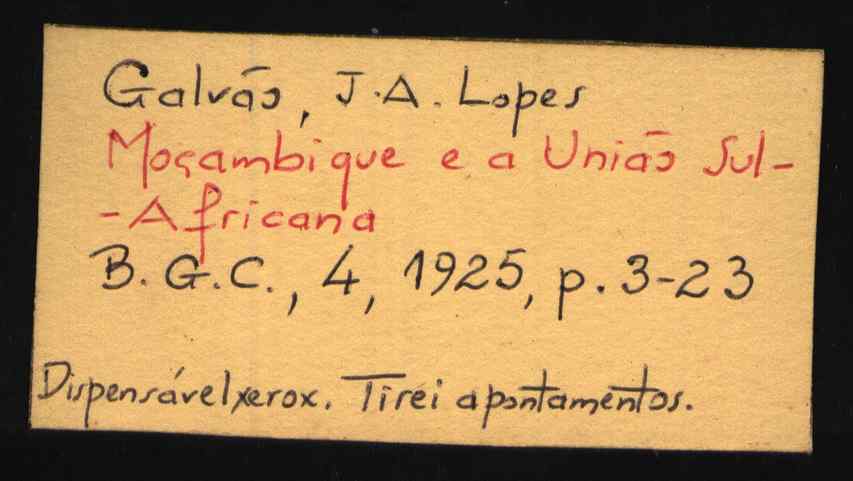 Galvão, J.A. Lopes
Moçambique e a União Sul-
-Africana
B.G.C., 4, 1925, p. 3-23
Dispensável xerox. Tirei apontamentos.